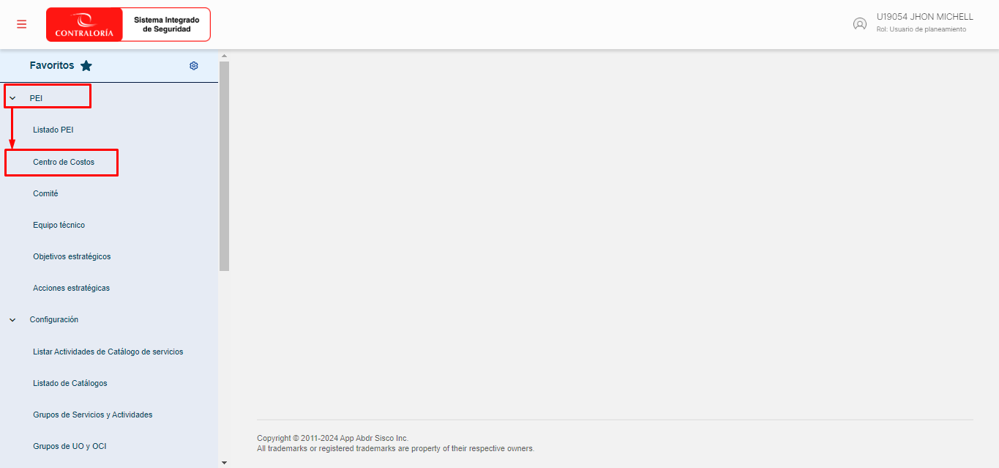 CONTRALORÍA
Sistema Integrado
de Seguridad
U19054 JHON MICHELL
Rol: Usuario de planeamiento
Favoritos
PEI
Listado PEI
Centro de Costos
Comité
Equipo técnico
Objetivos estratégicos
Acciones estratégicas
Configuración
Listar Actividades de Catálogo de servicios
Listado de Catálogos
Grupos de Servicios y Actividades
Grupos de UO y OCI
Copyright © 2011-2024 App Abdr Sisco Inc.
All trademarks or registered trademarks are property of their respective owners.